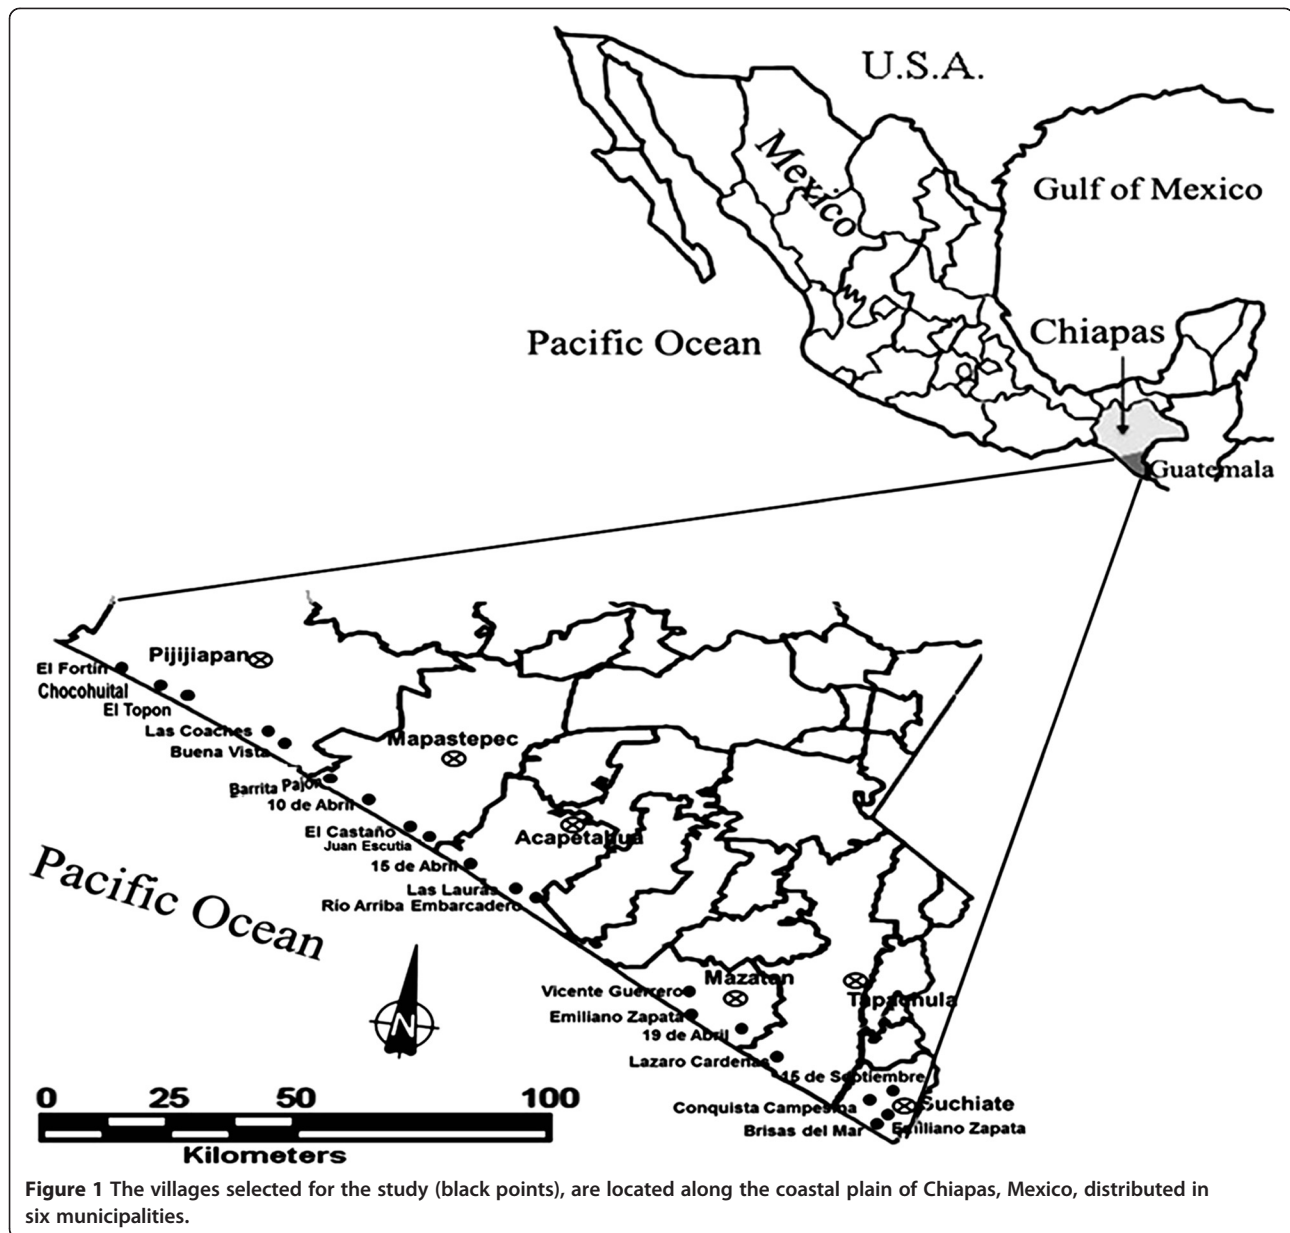 U.S.A.
Mexico
Gulf of Mexico
Pacific Ocean
Chiapas
Guatemala
Pijijiapan
El Fortín
Chocohuital
El Topon
Las Coaches
Buena Vista
Mapastepec
Barrita Pajon
10 de Abril
El Castaño
Juan Escutia
Acapetahua
15 de Abril
Las Lauras
Río Arriba Embarcadero
Pacific Ocean
N
Mazatan
Vicente Guerrero
Tapachula
Emiliano Zapata
19 de Abril
Lazaro Cardenas
15 de Septiembre
Conquista Campesina
Suchiate
Brisas del Mar
Emiliano Zapata
0 25 50 100
Kilometers
Figure 1 The villages selected for the study (black points), are located along the coastal plain of Chiapas, Mexico, distributed in
six municipalities.